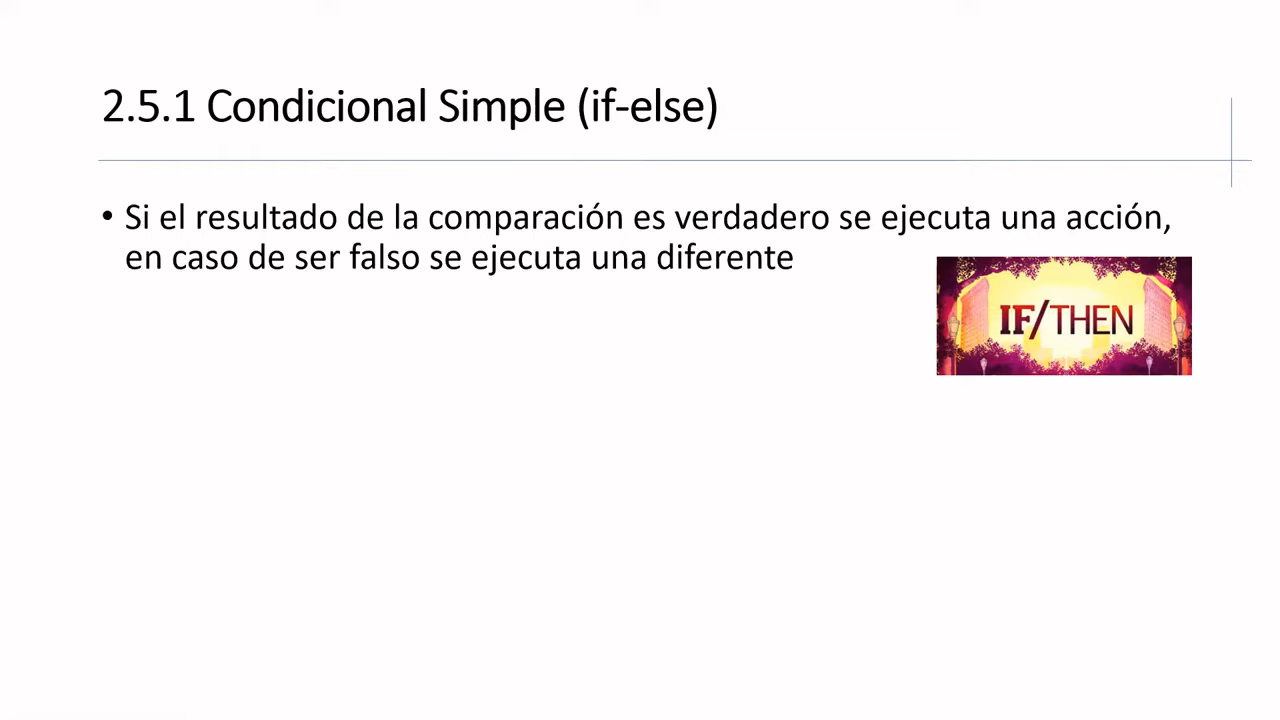 2.5.1 Condicional Simple (if-else)
• Si el resultado de la comparación es verdadero se ejecuta una acción,
en caso de ser falso se ejecuta una diferente
IF/THEN